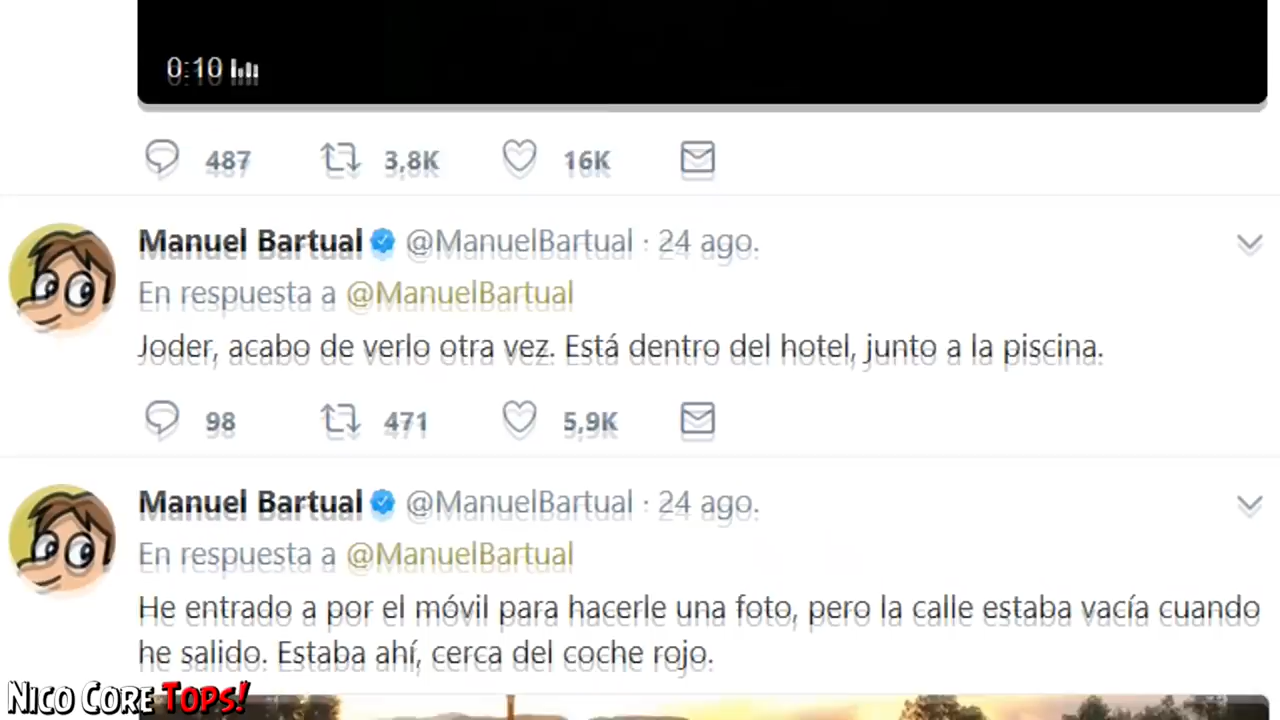 0:10
487 3,8K 16K
Manuel Bartual @ManuelBartual · 24 ago.
En respuesta a @ManuelBartual
Joder, acabo de verlo otra vez. Está dentro del hotel, junto a la piscina.
98 471 5,9K
Manuel Bartual @ManuelBartual · 24 ago.
En respuesta a @ManuelBartual
He entrado a por el móvil para hacerle una foto, pero la calle estaba vacía cuando
he salido. Estaba ahí, cerca del coche rojo.
NICO CORE TOPS!